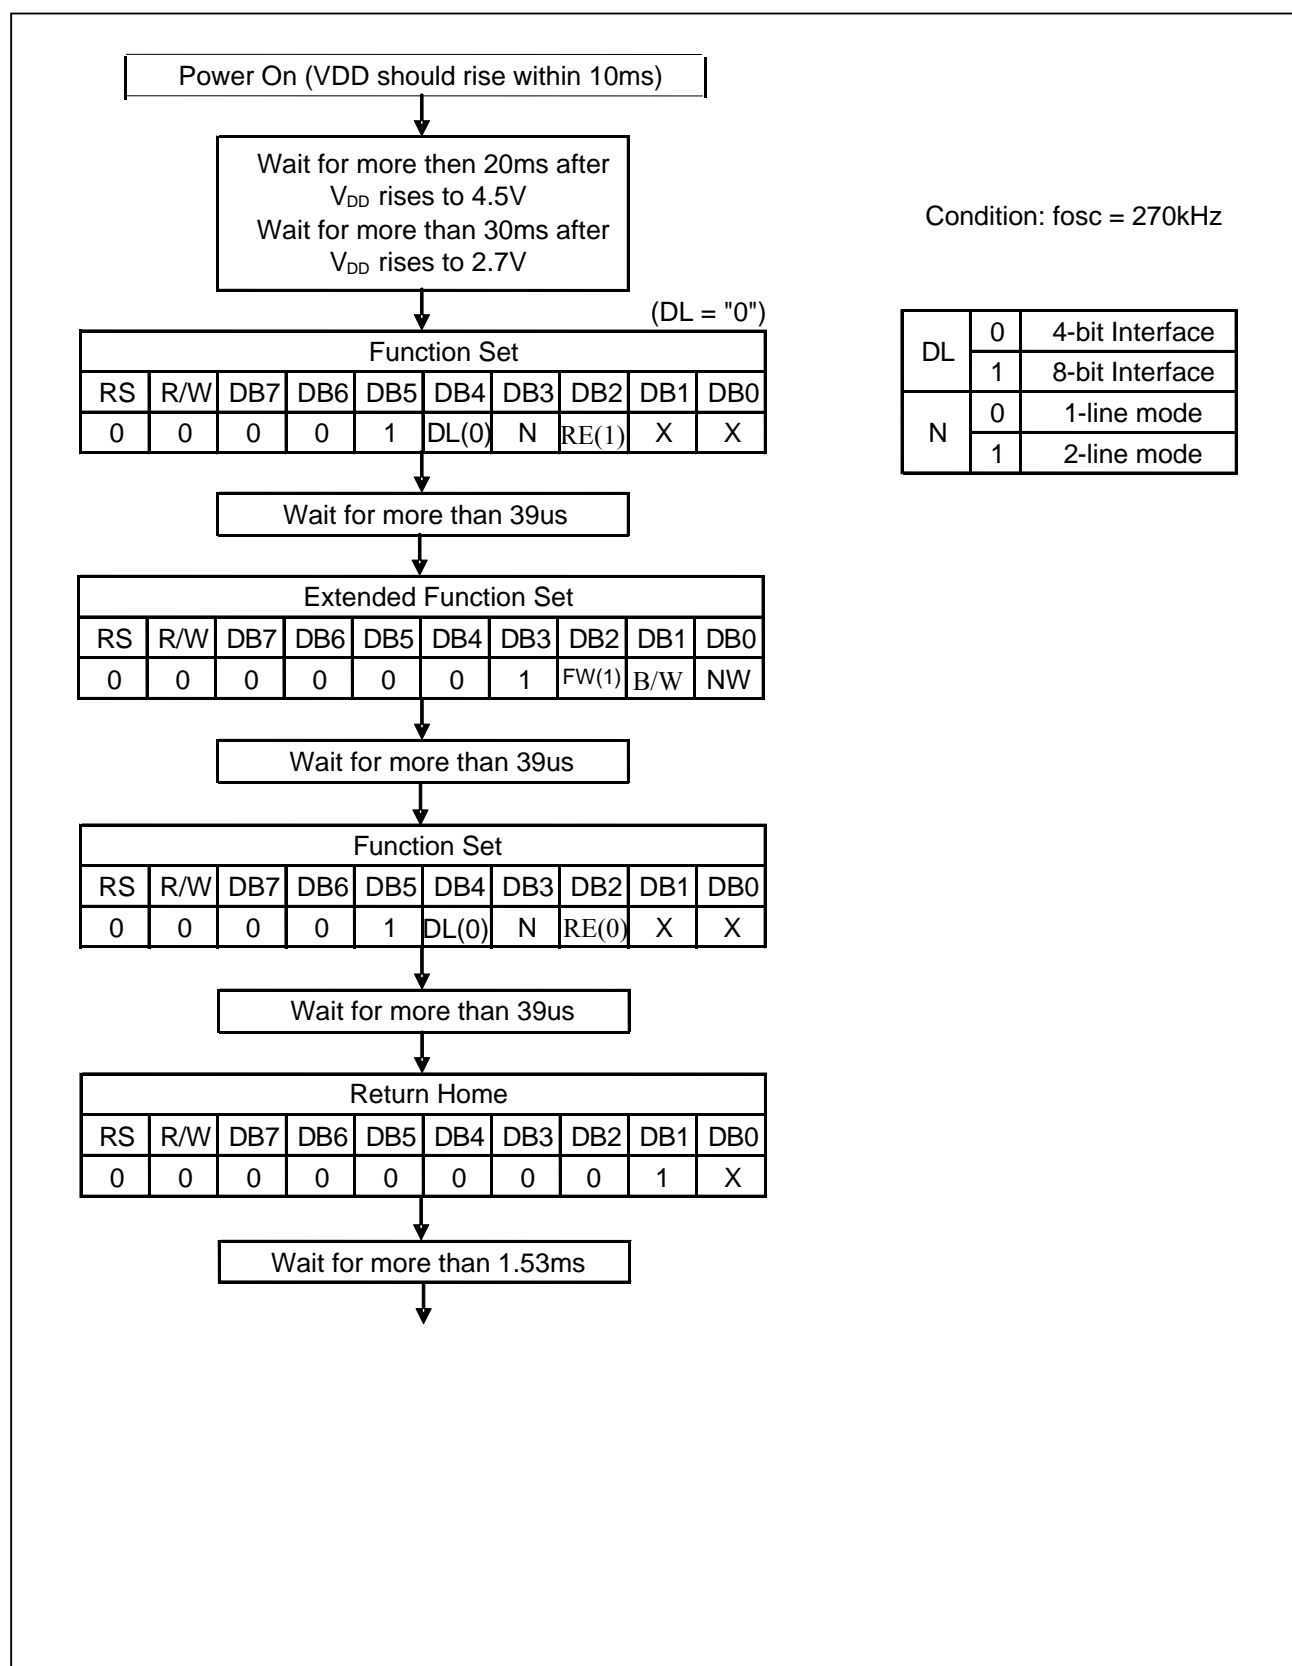 Power On (VDD should rise within 10ms)
Wait for more then 20ms after
VDD rises to 4.5V
Wait for more than 30ms after
VDD rises to 2.7V
Condition: fosc = 270kHz
(DL = "0")
Function Set
RS R/W DB7 DB6 DB5 DB4 DB3 DB2 DB1 DB0
0 0 0 0 1 DL(0) N RE(1) X X
DL 0 4-bit Interface
1 8-bit Interface
N 0 1-line mode
1 2-line mode
Wait for more than 39us
Extended Function Set
RS R/W DB7 DB6 DB5 DB4 DB3 DB2 DB1 DB0
0 0 0 0 0 0 1 FW(1) B/W NW
Wait for more than 39us
Function Set
RS R/W DB7 DB6 DB5 DB4 DB3 DB2 DB1 DB0
0 0 0 0 1 DL(0) N RE(0) X X
Wait for more than 39us
Return Home
RS R/W DB7 DB6 DB5 DB4 DB3 DB2 DB1 DB0
0 0 0 0 0 0 0 0 1 X
Wait for more than 1.53ms